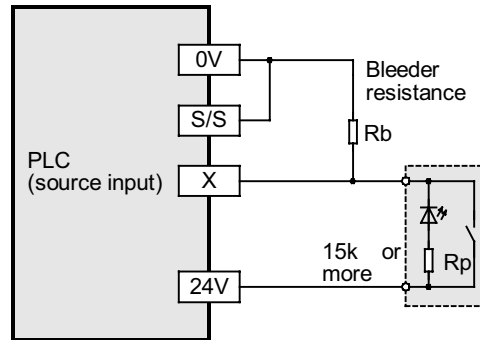 0V
S/S
PLC
(source input)
X
24V
Bleeder
resistance
Rb
15k or
more
Rp